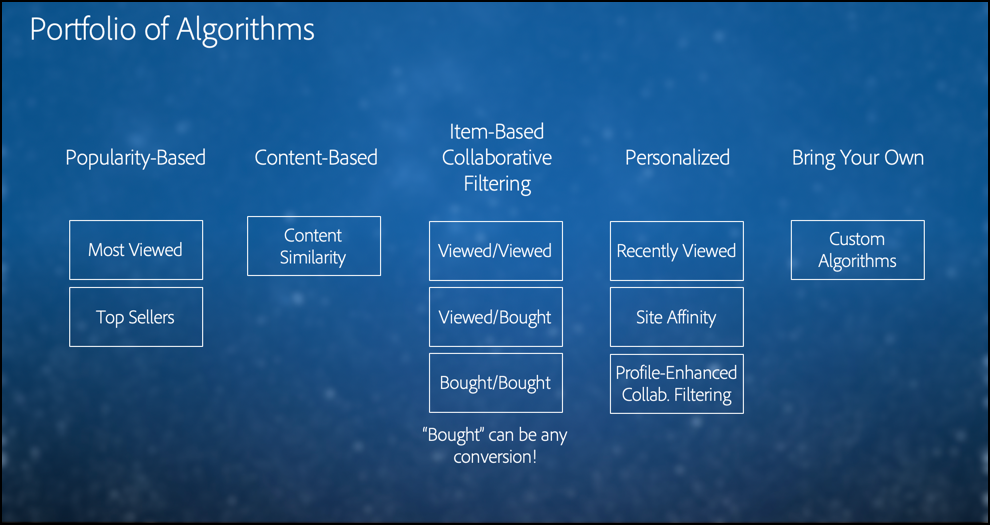 Portfolio of Algorithms
Popularity-Based
Most Viewed
Top Sellers
Content-Based
Content
Similarity
Item-Based
Collaborative
Filtering
Viewed/Viewed
Viewed/Bought
Bought/Bought
“Bought” can be any
conversion!
Personalized
Recently Viewed
Site Affinity
Profile-Enhanced
Collab. Filtering
Bring Your Own
Custom
Algorithms